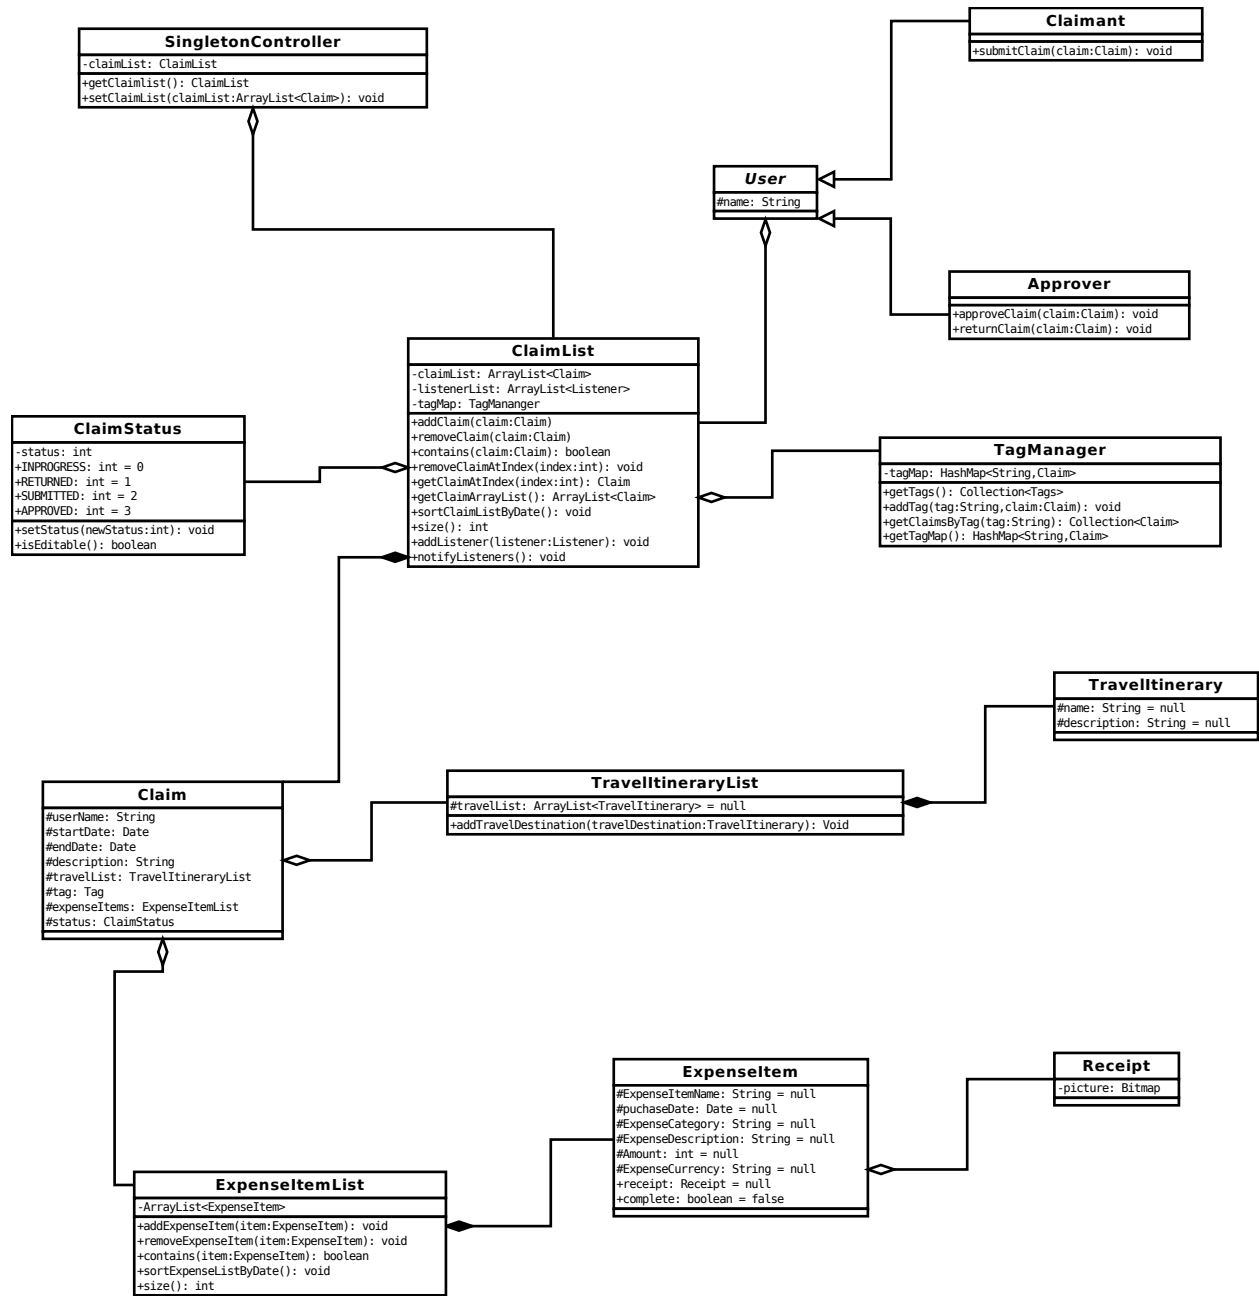 Claimant
+submitClaim(claim:Claim): void
SingletonController
-claimList: ClaimList
+getClaimlist(): ClaimList
+setClaimList(claimList:ArrayList<Claim>): void
User
#name: String
Approver
+approveClaim(claim:Claim): void
+returnClaim(claim:Claim): void
ClaimList
-claimList: ArrayList<Claim>
-listenerList: ArrayList<Listener>
-tagMap: TagMananger
+addClaim(claim:Claim)
+removeClaim(claim:Claim)
+contains(claim:Claim): boolean
+removeClaimAtIndex(index:int): void
+getClaimAtIndex(index:int): Claim
+getClaimArrayList(): ArrayList<Claim>
+sortClaimListByDate(): void
+size(): int
+addListener(listener:Listener): void
+notifyListeners(): void
ClaimStatus
-status: int
+INPROGRESS: int = 0
+RETURNED: int = 1
+SUBMITTED: int = 2
+APPROVED: int = 3
+setStatus(newStatus:int): void
+isEditable(): boolean
TagManager
-tagMap: HashMap<String,Claim>
+getTags(): Collection<Tags>
+addTag(tag:String,claim:Claim): void
+getClaimsByTag(tag:String): Collection<Claim>
+getTagMap(): HashMap<String,Claim>
TravelItinerary
#name: String = null
#description: String = null
TravelItineraryList
#travelList: ArrayList<TravelItinerary> = null
+addTravelDestination(travelDestination:TravelItinerary): Void
Claim
#userName: String
#startDate: Date
#endDate: Date
#description: String
#travelList: TravelItineraryList
#tag: Tag
#expenseItems: ExpenseItemList
#status: ClaimStatus
ExpenseItem
#ExpenseItemName: String = null
#puchaseDate: Date = null
#ExpenseCategory: String = null
#ExpenseDescription: String = null
#Amount: int = null
#ExpenseCurrency: String = null
+receipt: Receipt = null
+complete: boolean = false
Receipt
-picture: Bitmap
ExpenseItemList
-ArrayList<ExpenseItem>
+addExpenseItem(item:ExpenseItem): void
+removeExpenseItem(item:ExpenseItem): void
+contains(item:ExpenseItem): boolean
+sortExpenseListByDate(): void
+size(): int